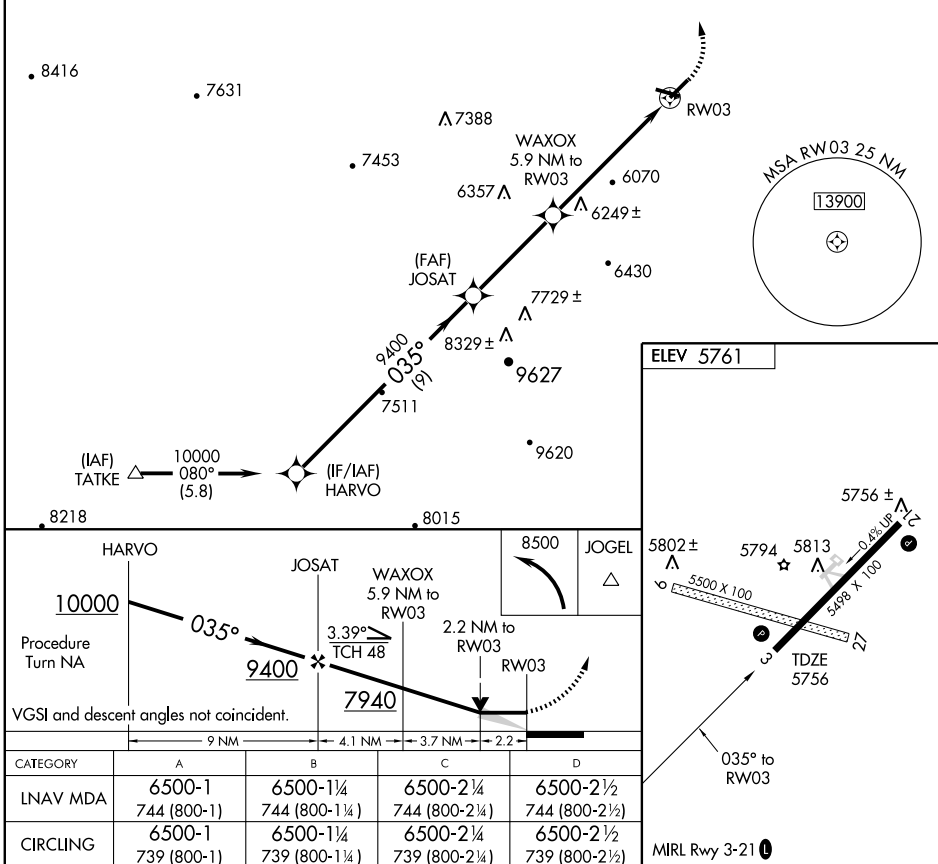 8416
7631
7388
RW03
7453
WAXOX
5.9 NM to
RW03
6357
6070
6249±
MSA RW03 25 NM
13900
(FAF)
JOSAT
6430
7729±
8329±
9627
9400
035°
(9)
7511
9620
(IAF)
TATKE
10000
080°
(5.8)
(IF/IAF)
HARVO
8218
8015
ELEV 5761
5756 ±
21
0.4% UP
P
5802±
5794
5813
9
5500 X 100
5498 X 100
P
3
27
TDZE
5756
035° to
RW03
MIRL Rwy 3-21 L
HARVO
JOSAT
WAXOX
5.9 NM to
RW03
8500
JOGEL
10000
035°
3.39°
TCH 48
2.2 NM to
RW03
RW03
Procedure
Turn NA
9400
7940
VGSI and descent angles not coincident.
9 NM
4.1 NM
3.7 NM
2.2
CATEGORY A B C D
LNAV MDA 6500-1 6500-1¼ 6500-2¼ 6500-2½
744 (800-1) 744 (800-1¼) 744 (800-2¼) 744 (800-2½)
CIRCLING 6500-1 6500-1¼ 6500-2¼ 6500-2½
739 (800-1) 739 (800-1¼) 739 (800-2¼) 739 (800-2½)